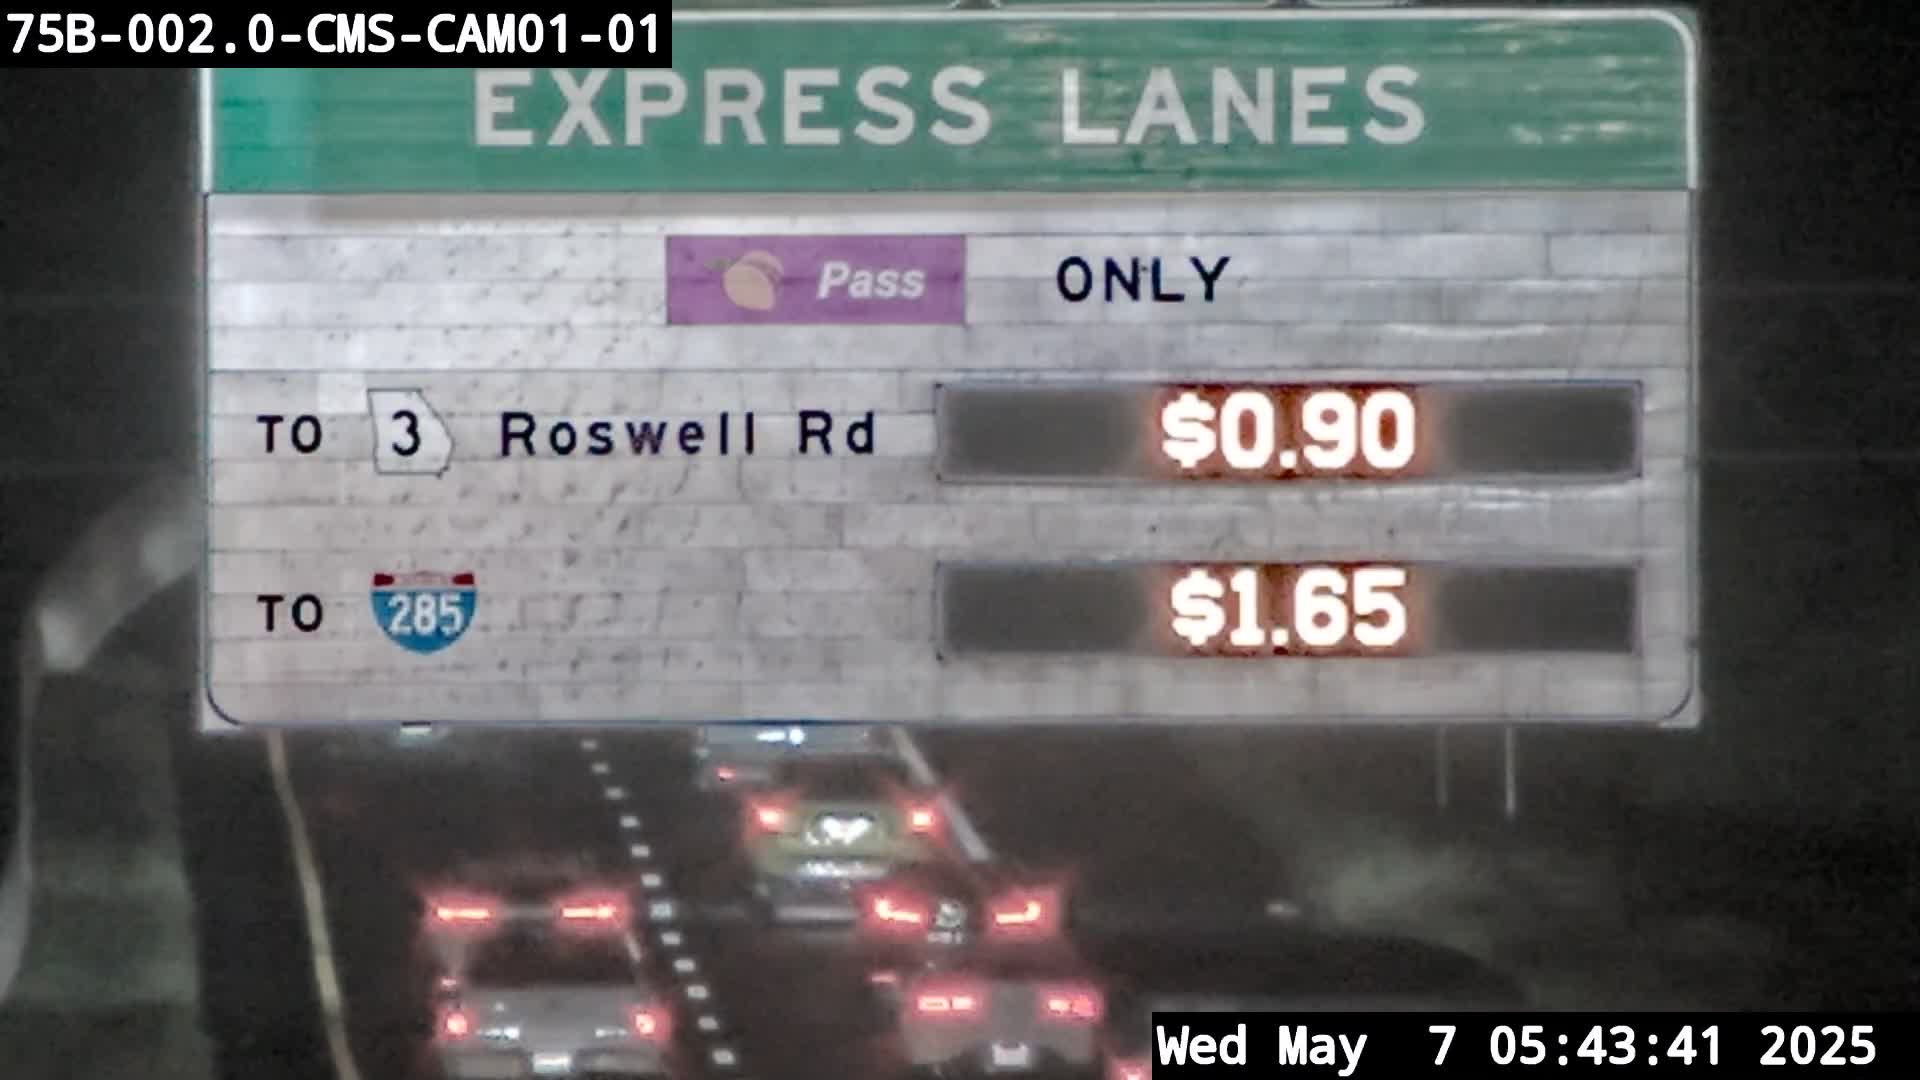 75B-002.0-CMS-CAM01-01
EXPRESS LANES
Pass ONLY
TO 3 Roswell Rd $0.90
TO 285 $1.65
Wed May 7 05:43:41 2025